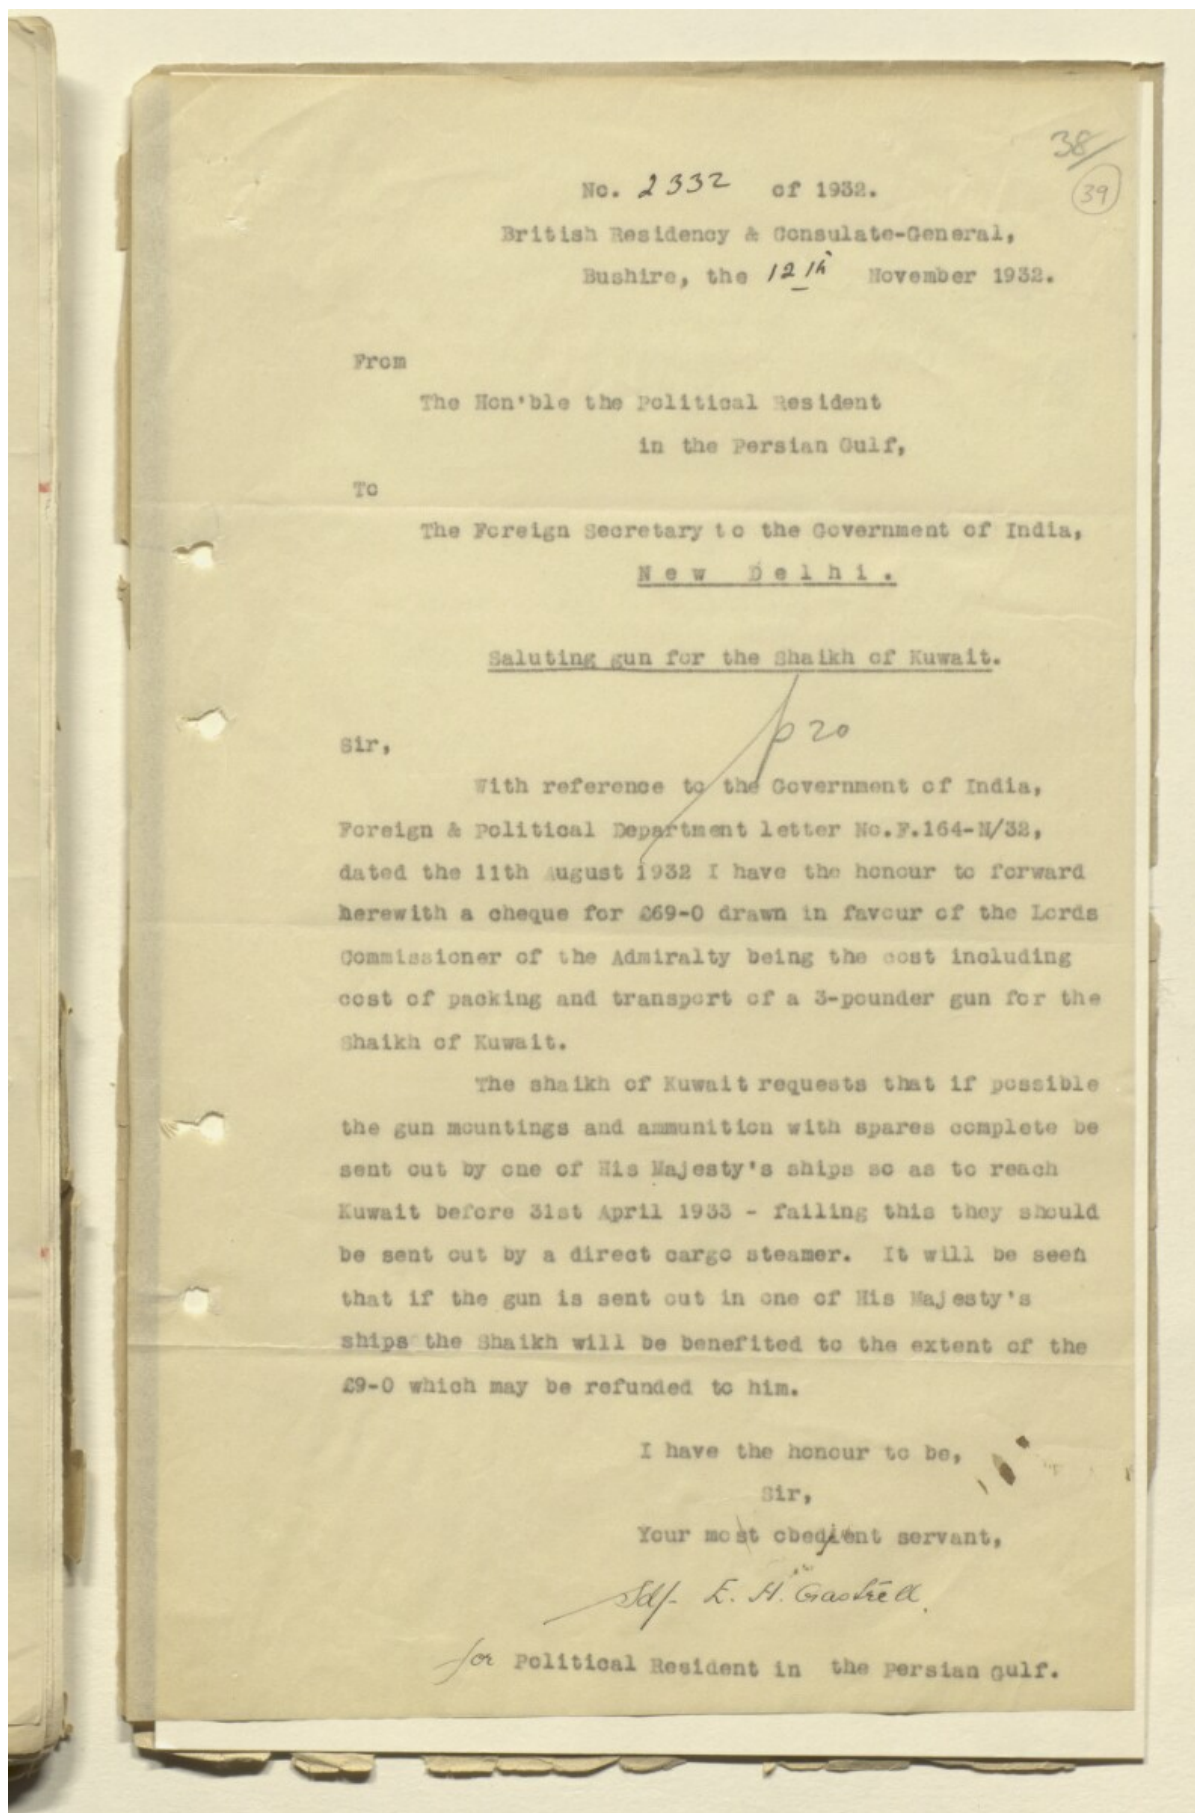 38/
39
No. 2332 of 1932.
British Residency & Consulate-General,
Bushire, the 12th November 1932.
From
The Hon'ble the Political Resident
in the Persian Gulf,
To
The Foreign Secretary to the Government of India,
New Delhi.
Saluting gun for the Shaikh of Kuwait.
p 20
Sir,
With reference to the Government of India,
Foreign & Political Department letter No.F.164-N/32,
dated the 11th August 1932 I have the honour to forward
herewith a cheque for £69-0 drawn in favour of the Lords
Commissioner of the Admiralty being the cost including
cost of packing and transport of a 3-pounder gun for the
Shaikh of Kuwait.
The shaikh of Kuwait requests that if possible
the gun mountings and ammunition with spares complete be
sent out by one of His Majesty's ships so as to reach
Kuwait before 31st April 1933 - failing this they should
be sent out by a direct cargo steamer. It will be seen
that if the gun is sent out in one of His Majesty's
ships the Shaikh will be benefited to the extent of the
£9-0 which may be refunded to him.
I have the honour to be,
Sir,
Your most obedient servant,
Sd/- E. H. Gastrell.
for Political Resident in the Persian Gulf.